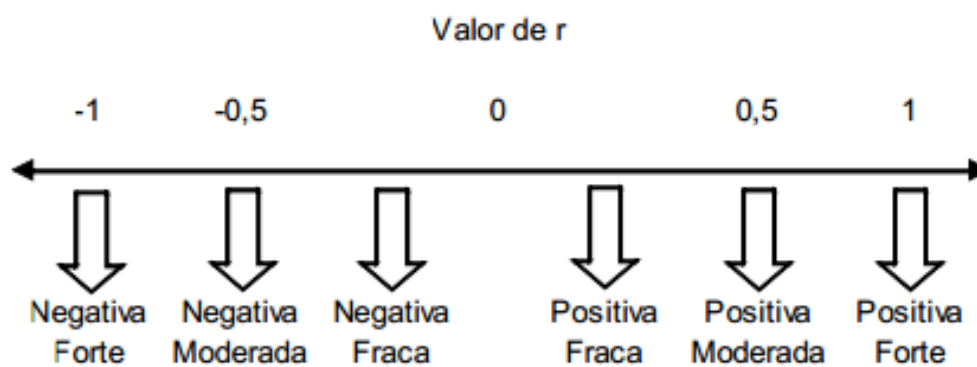 Valor de r
-1 -0,5 0 0,5 1
Negativa Negativa Negativa Positiva Positiva Positiva
Forte Moderada Fraca Fraca Moderada Forte